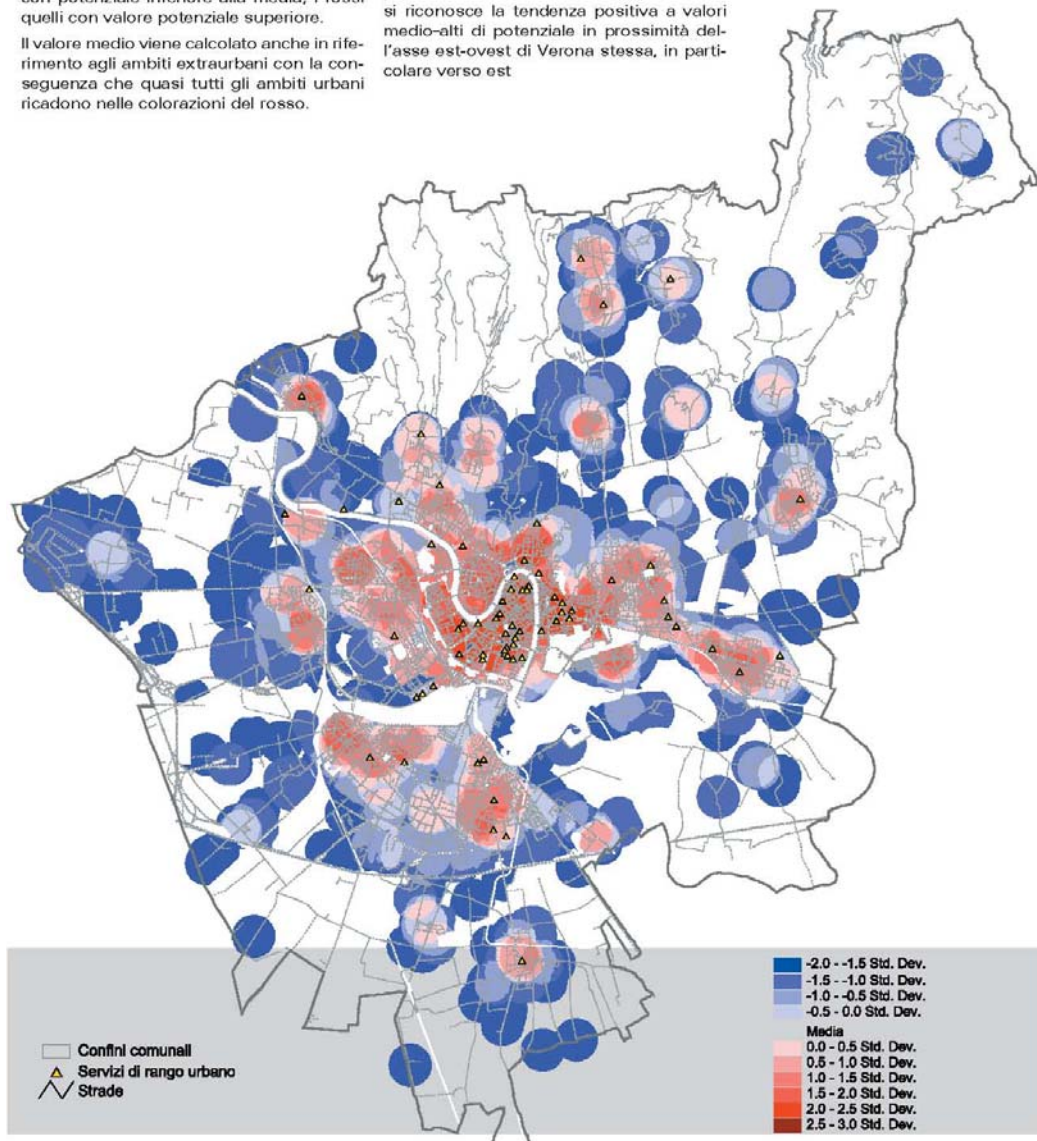 con potenziale inferiore alla media, i rossi
quelli con valore potenziale superiore.
Il valore medio viene calcolato anche in rife-
rimento agli ambiti extraurbani con la con-
seguenza che quasi tutti gli ambiti urbani
ricadono nelle colorazioni del rosso.
si riconosce la tendenza positiva a valori
medio-alti di potenziale in prossimità del-
l'asse est-ovest di Verona stessa, in parti-
colare verso est
Confini comunali
Servizi di rango urbano
Strade
-2.0 - -1.5 Std. Dev.
-1.5 - -1.0 Std. Dev.
-1.0 - -0.5 Std. Dev.
-0.5 - 0.0 Std. Dev.
Media
0.0 - 0.5 Std. Dev.
0.5 - 1.0 Std. Dev.
1.0 - 1.5 Std. Dev.
1.5 - 2.0 Std. Dev.
2.0 - 2.5 Std. Dev.
2.5 - 3.0 Std. Dev.